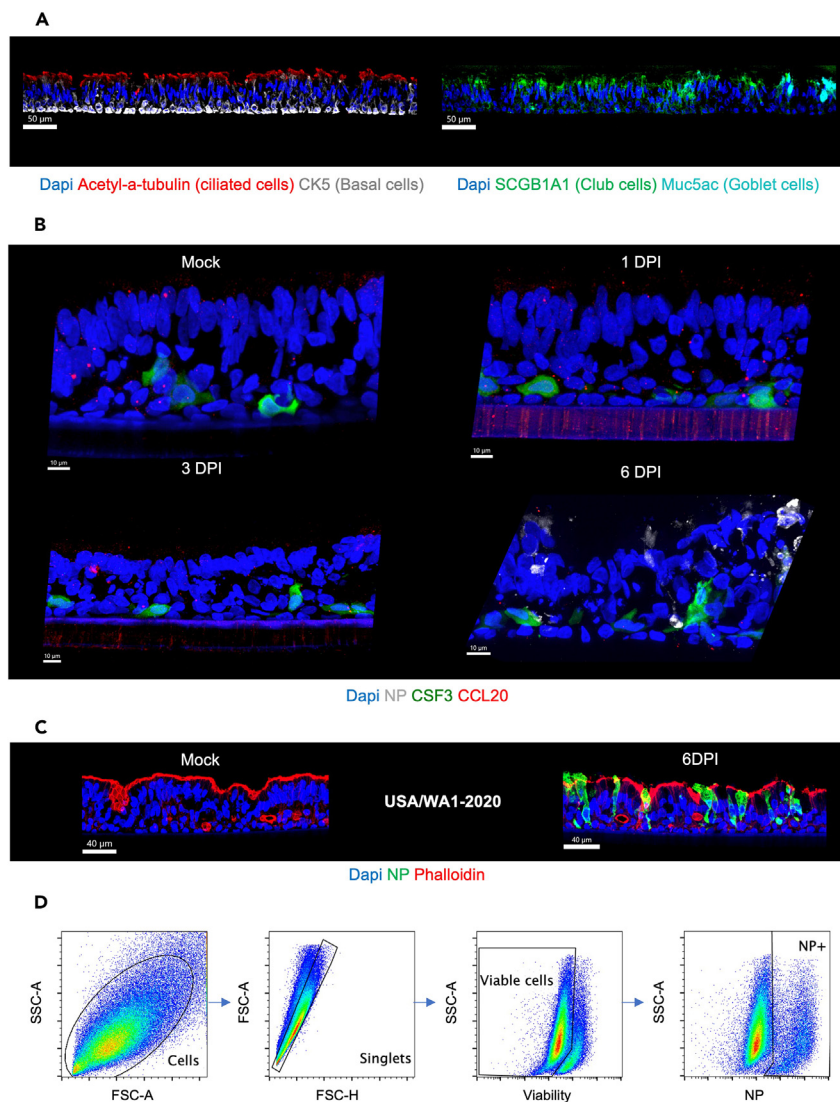 A
50 µm
50 µm
Dapi Acetyl-a-tubulin (ciliated cells) CK5 (Basal cells)
Dapi SCGB1A1 (Club cells) Muc5ac (Goblet cells)
B
Mock
1 DPI
10 µm
10 µm
3 DPI
6 DPI
10 µm
10 µm
Dapi NP CSF3 CCL20
C
Mock
6DPI
USA/WA1-2020
40 µm
40 µm
Dapi NP Phalloidin
D
SSC-A
Cells
FSC-A
FSC-A
Singlets
FSC-H
SSC-A
Viable cells
Viability
SSC-A
NP+
NP